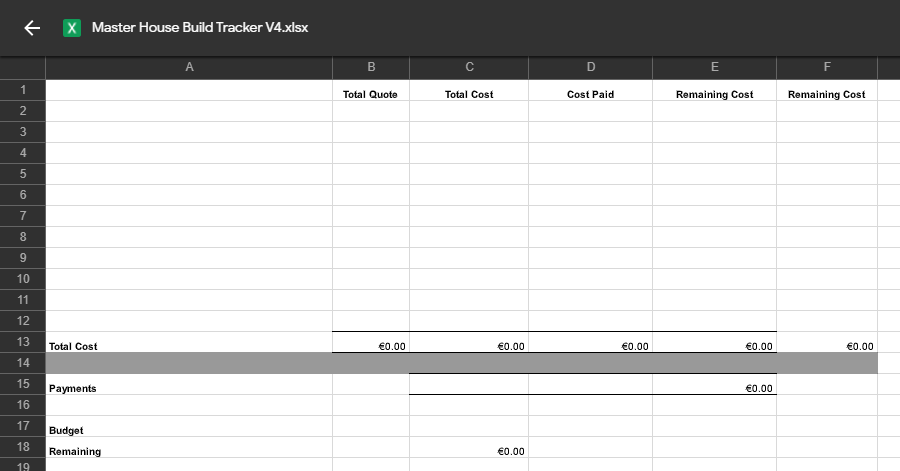 Master House Build Tracker V4.xlsx
A B C D E F
1 Total Quote Total Cost Cost Paid Remaining Cost Remaining Cost
2
3
4
5
6
7
8
9
10
11
12
13 Total Cost €0.00 €0.00 €0.00 €0.00 €0.00
14
15 Payments €0.00
16
17 Budget
18 Remaining €0.00
19